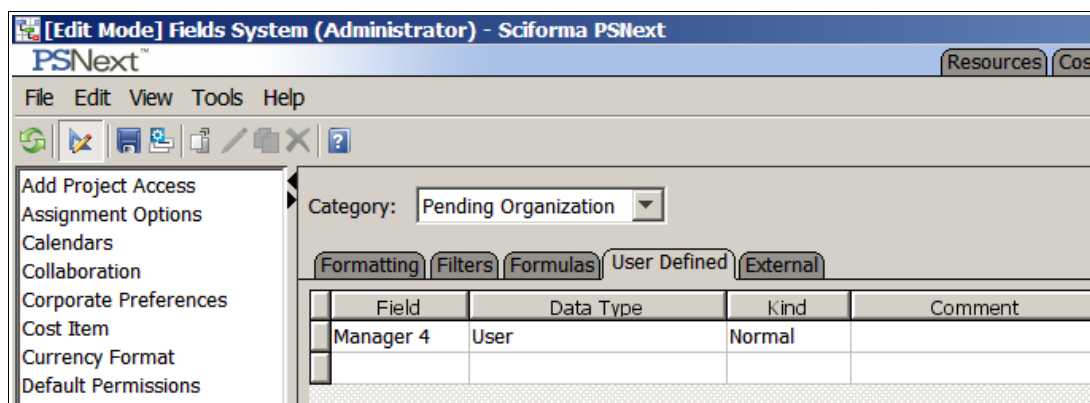 [Edit Mode] Fields System (Administrator) - Sciforma PSNext
PSNext™
Resources
File Edit View Tools Help
Add Project Access
Assignment Options
Calendars
Collaboration
Corporate Preferences
Cost Item
Currency Format
Default Permissions
Category: Pending Organization
Formatting Filters Formulas User Defined External
Field Data Type Kind Comment
Manager 4 User Normal